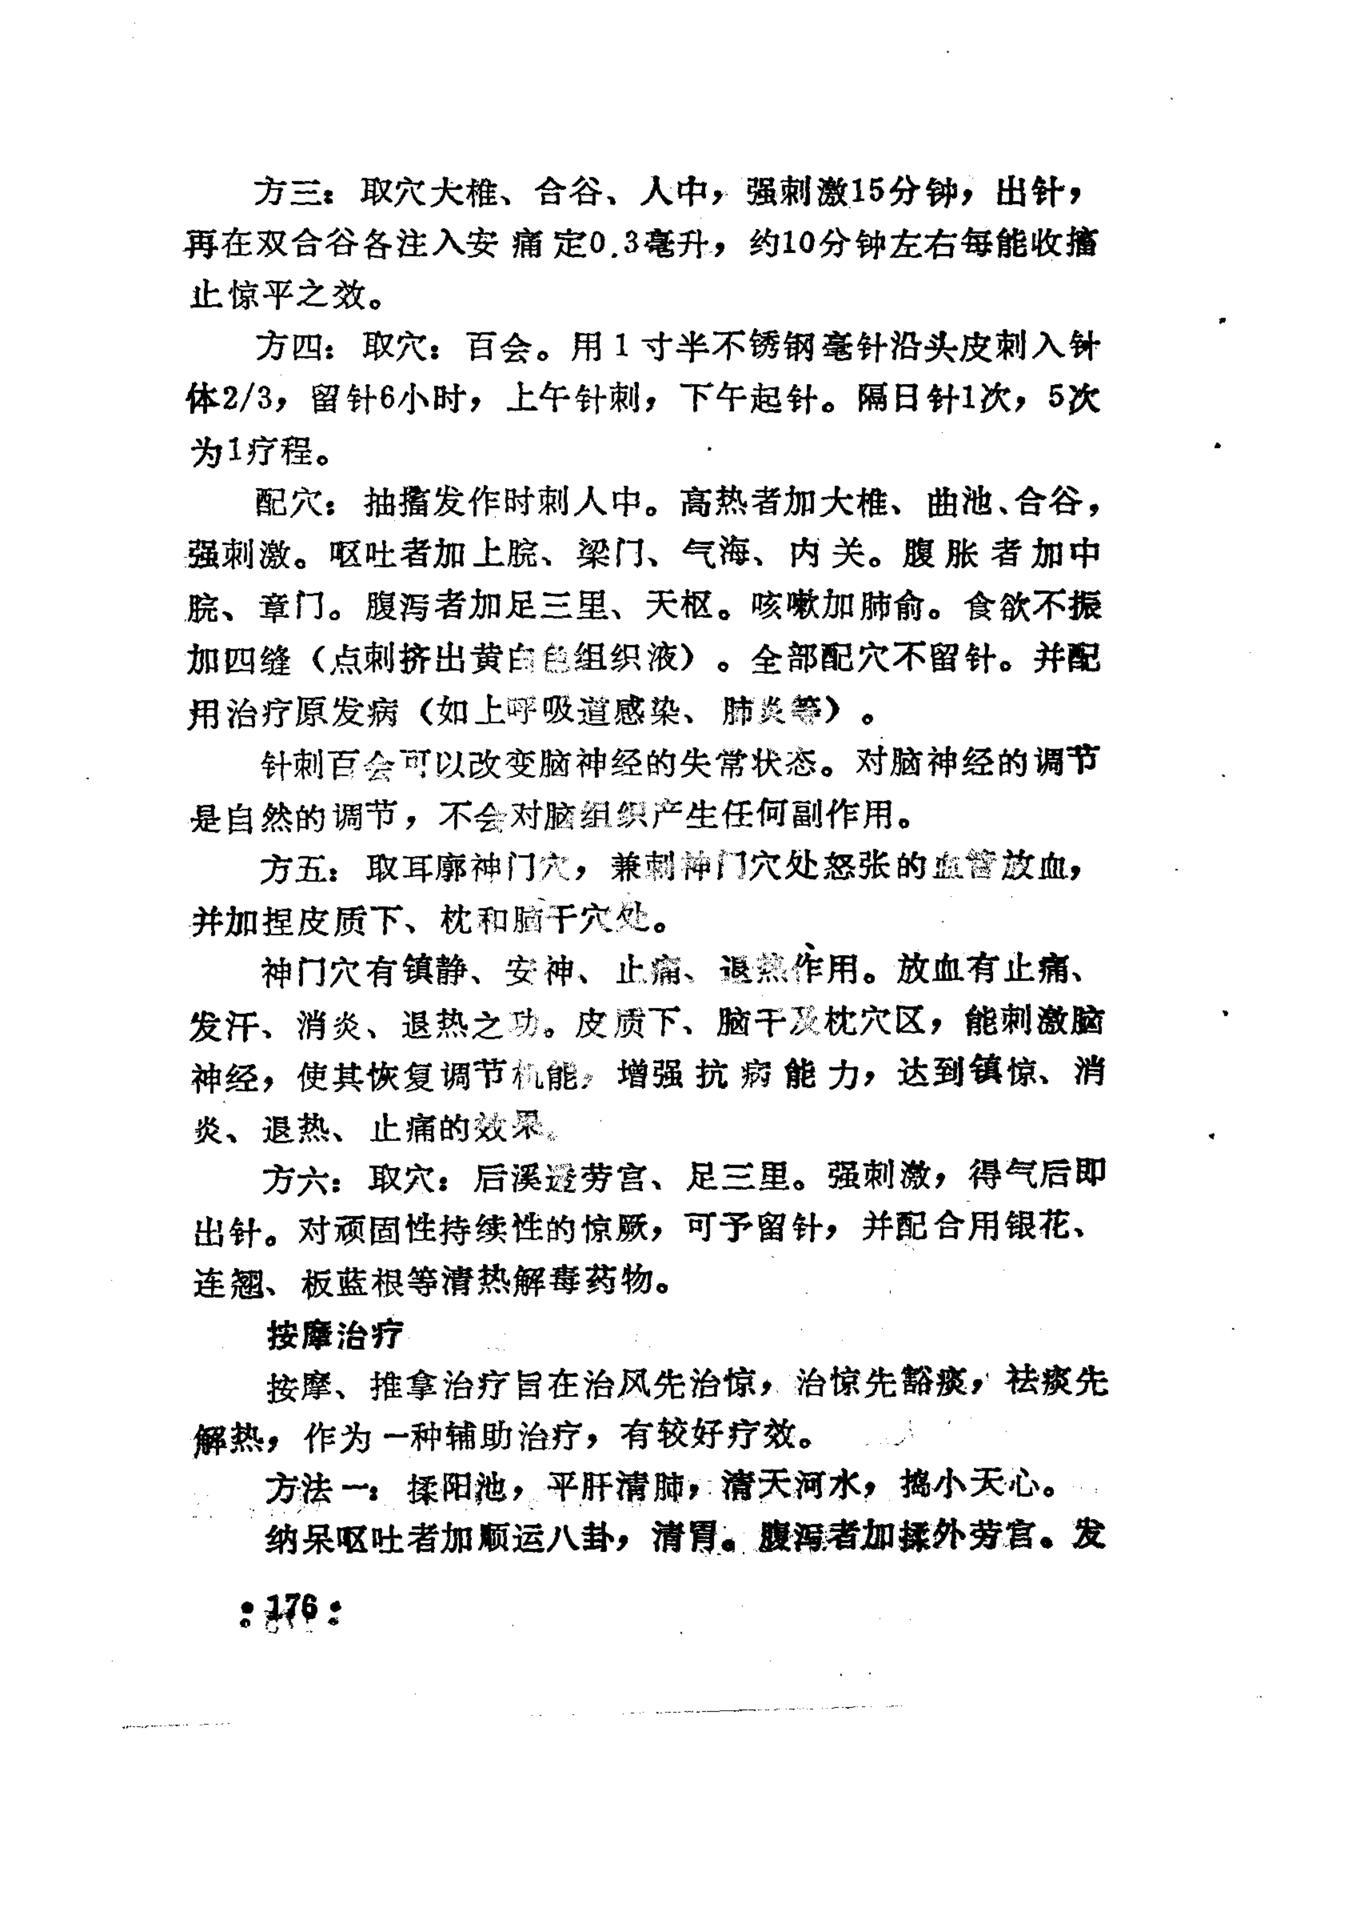 方三：取穴大椎、合谷、人中，强刺激15分钟，出针，
再在双合谷各注入安痛定0.3毫升，约10分钟左右每能收搐
止惊平之效。
方四：取穴：百会。用1寸半不锈钢毫针沿头皮刺入针
体2/3，留针6小时，上午针刺，下午起针。隔日针1次，5次
为1疗程。
配穴：抽搐发作时刺人中。高热者加大椎、曲池、合谷，
强刺激。呕吐者加上脘、梁门、气海、内关。腹胀者加中
脘、章门。腹泻者加足三里、天枢。咳嗽加肺俞。食欲不振
加四缝（点刺挤出黄白色组织液）。全部配穴不留针。并配
用治疗原发病（如上呼吸道感染、肺炎等）。
针刺百会可以改变脑神经的失常状态。对脑神经的调节
是自然的调节，不会对脑组织产生任何副作用。
方五：取耳廓神门穴，兼刺神门穴处怒张的血管放血，
并加捏皮质下、枕和脑干穴处。
神门穴有镇静、安神、止痛、退热作用。放血有止痛、
发汗、消炎、退热之功。皮质下、脑干及枕穴区，能刺激脑
神经，使其恢复调节机能，增强抗病能力，达到镇惊、消
炎、退热、止痛的效果。
方六：取穴：后溪透劳宫、足三里。强刺激，得气后即
出针。对顽固性持续性的惊厥，可予留针，并配合用银花、
连翘、板蓝根等清热解毒药物。
按摩治疗
按摩、推拿治疗旨在治风先治惊，治惊先豁痰，祛痰先
解热，作为一种辅助治疗，有较好疗效。
方法一：揉阳池，平肝清肺，清天河水，捣小天心。
纳呆呕吐者加顺运八卦，清胃。腹泻者加揉外劳宫。发
：176：